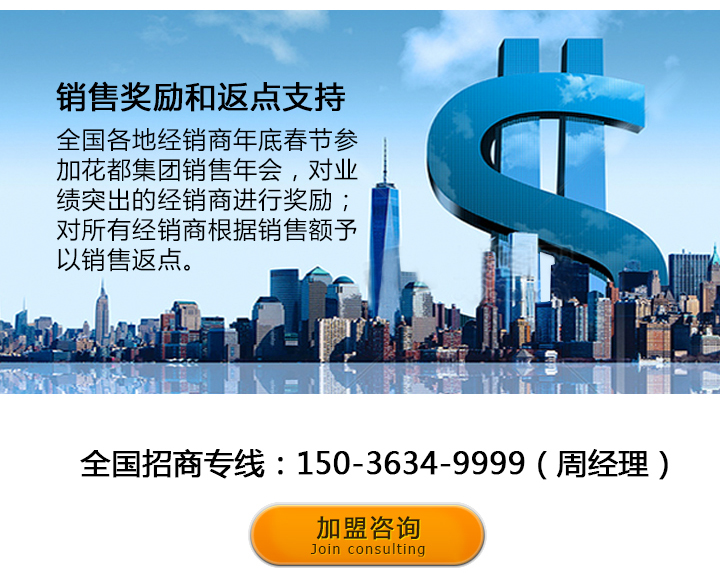 销售奖励和返点支持
全国各地经销商年底春节参
加花都集团销售年会，对业
绩突出的经销商进行奖励；
对所有经销商根据销售额予
以销售返点。
全国招商专线：150-3634-9999（周经理）
加盟咨询
Join consulting